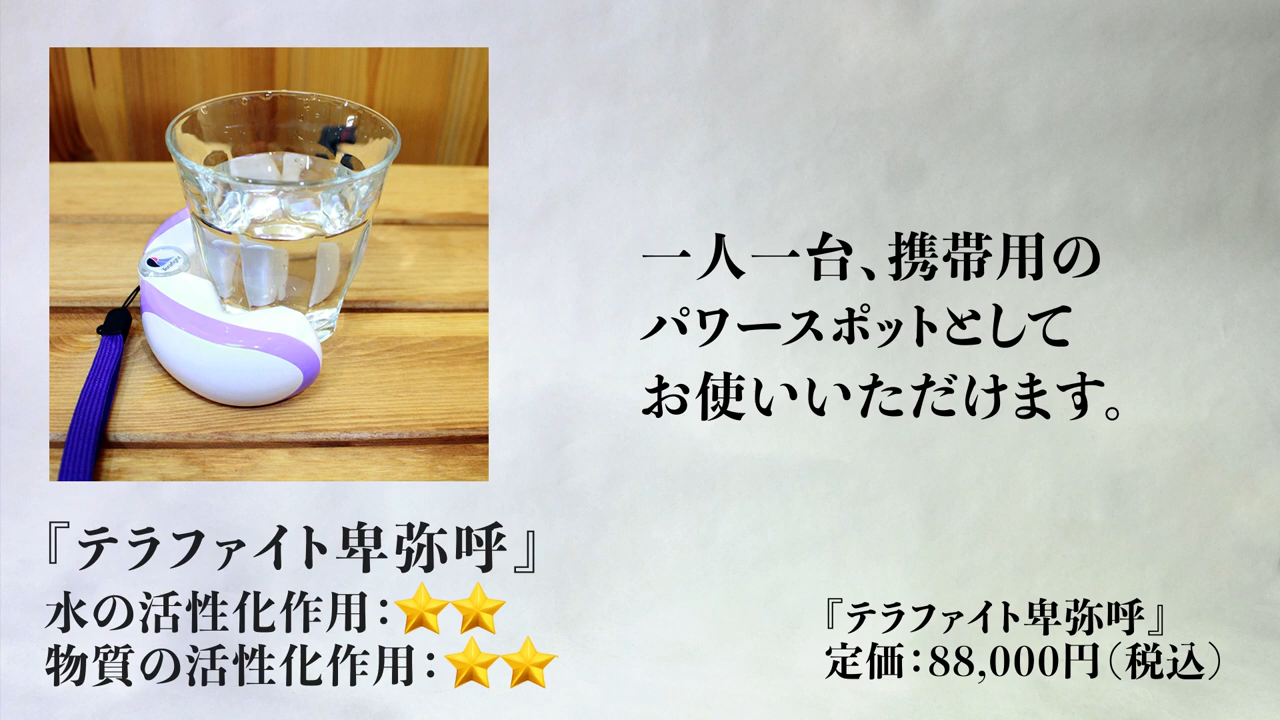 一人一台、携帯用の
パワースポットとして
お使いいただけます。
『テラファイト卑弥呼』
水の活性化作用：⭐⭐
物質の活性化作用：⭐⭐
『テラファイト卑弥呼』
定価：88,000円（税込）